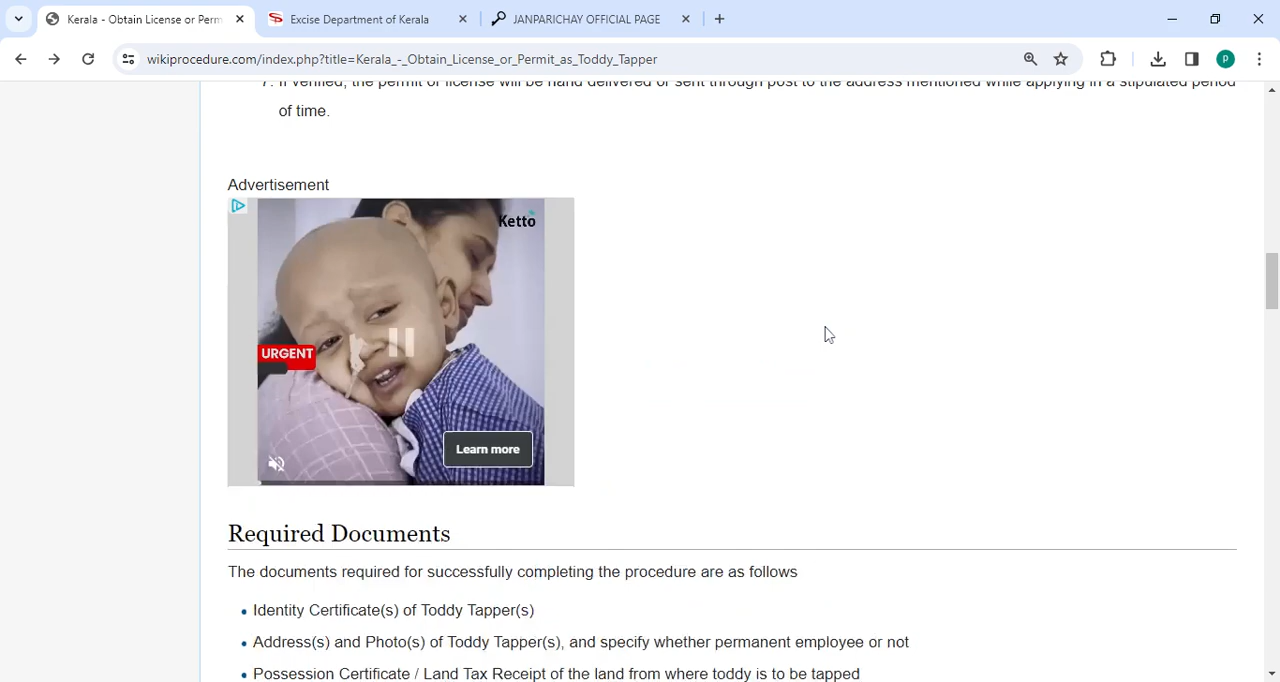 Kerala - Obtain License or Perm
Excise Department of Kerala
JANPARICHAY OFFICIAL PAGE
wikiprocedure.com/index.php?title=Kerala_-_Obtain_License_or_Permit_as_Toddy_Tapper
P
7. If verified, the permit or license will be hand delivered or sent through post to the address mentioned while applying in a stipulated period
of time.
Advertisement
Ketto
URGENT
Learn more
Required Documents
The documents required for successfully completing the procedure are as follows
Identity Certificate(s) of Toddy Tapper(s)
Address(s) and Photo(s) of Toddy Tapper(s), and specify whether permanent employee or not
Possession Certificate / Land Tax Receipt of the land from where toddy is to be tapped